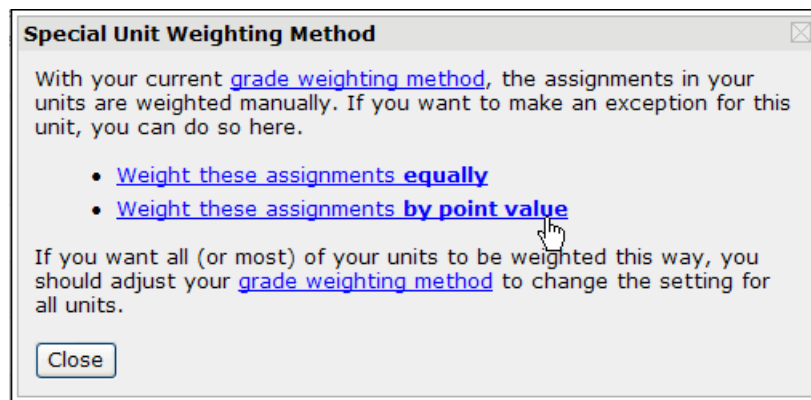 Special Unit Weighting Method
With your current grade weighting method, the assignments in your
units are weighted manually. If you want to make an exception for this
unit, you can do so here.
• Weight these assignments equally
• Weight these assignments by point value
If you want all (or most) of your units to be weighted this way, you
should adjust your grade weighting method to change the setting for
all units.
Close